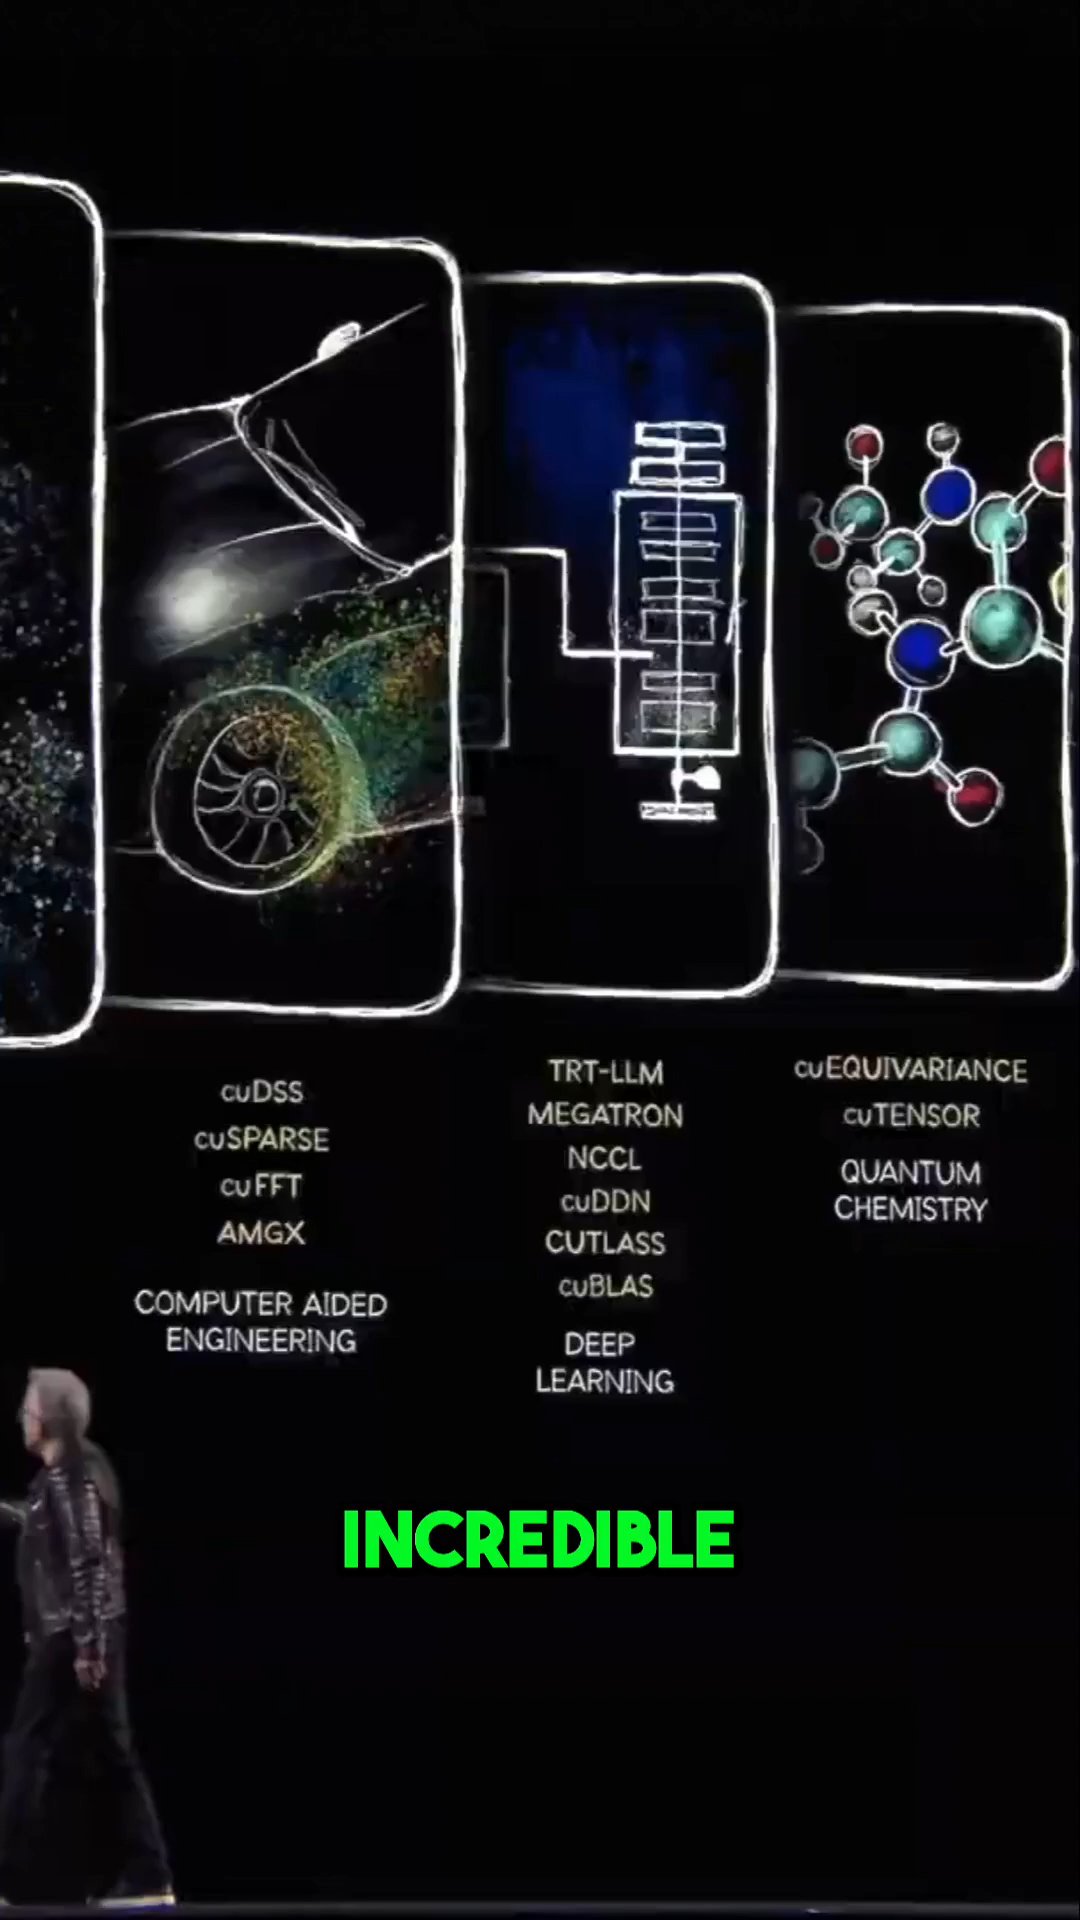 cuDSS
cuSPARSE
cuFFT
AMGX
COMPUTER AIDED
ENGINEERING
TRT-LLM
MEGATRON
NCCL
cuDDN
CUTLASS
cuBLAS
DEEP
LEARNING
cuEQUIVARIANCE
cuTENSOR
QUANTUM
CHEMISTRY
INCREDIBLE